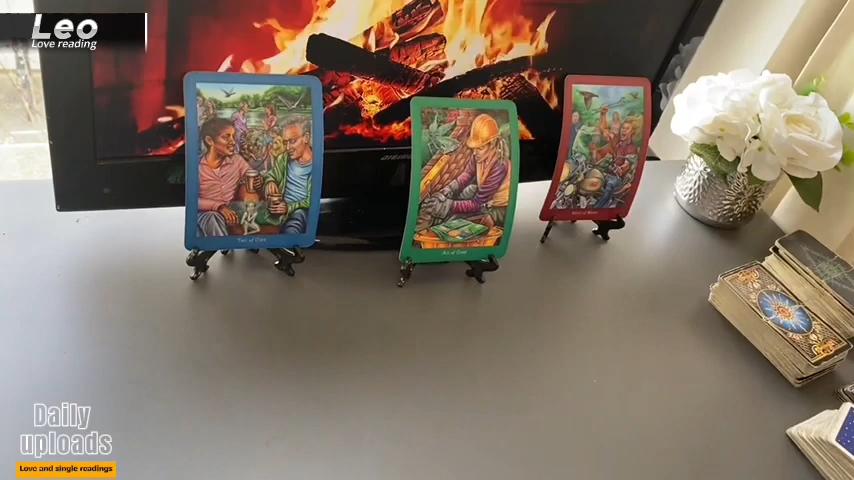 Leo
Love reading
Daily
uploads
Love and single readings